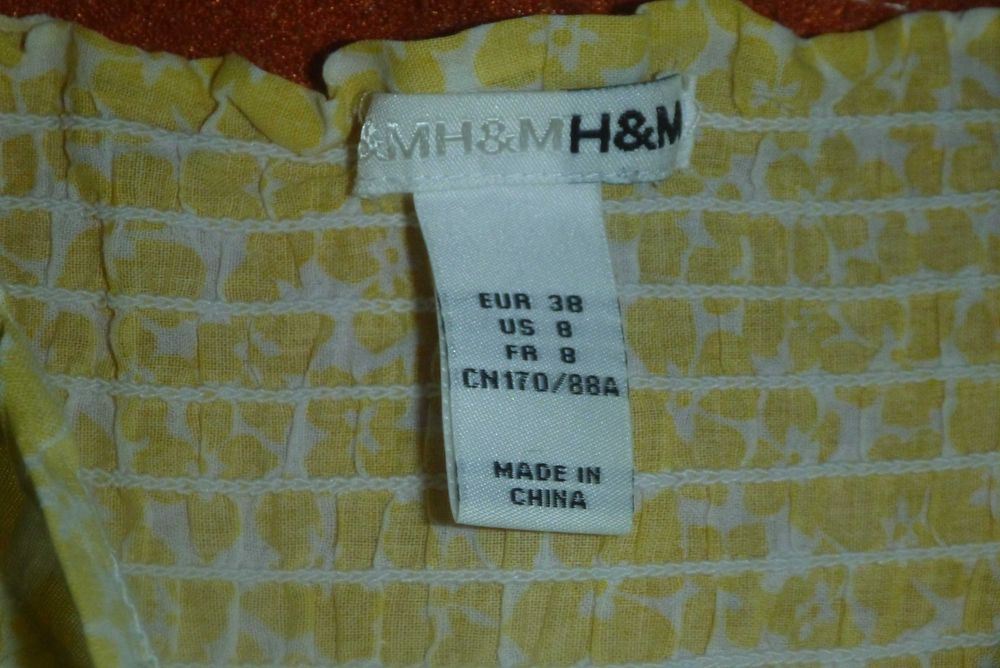 &MH&MH&M
EUR 38
US 8
FR 8
CN170/88A
MADE IN
CHINA